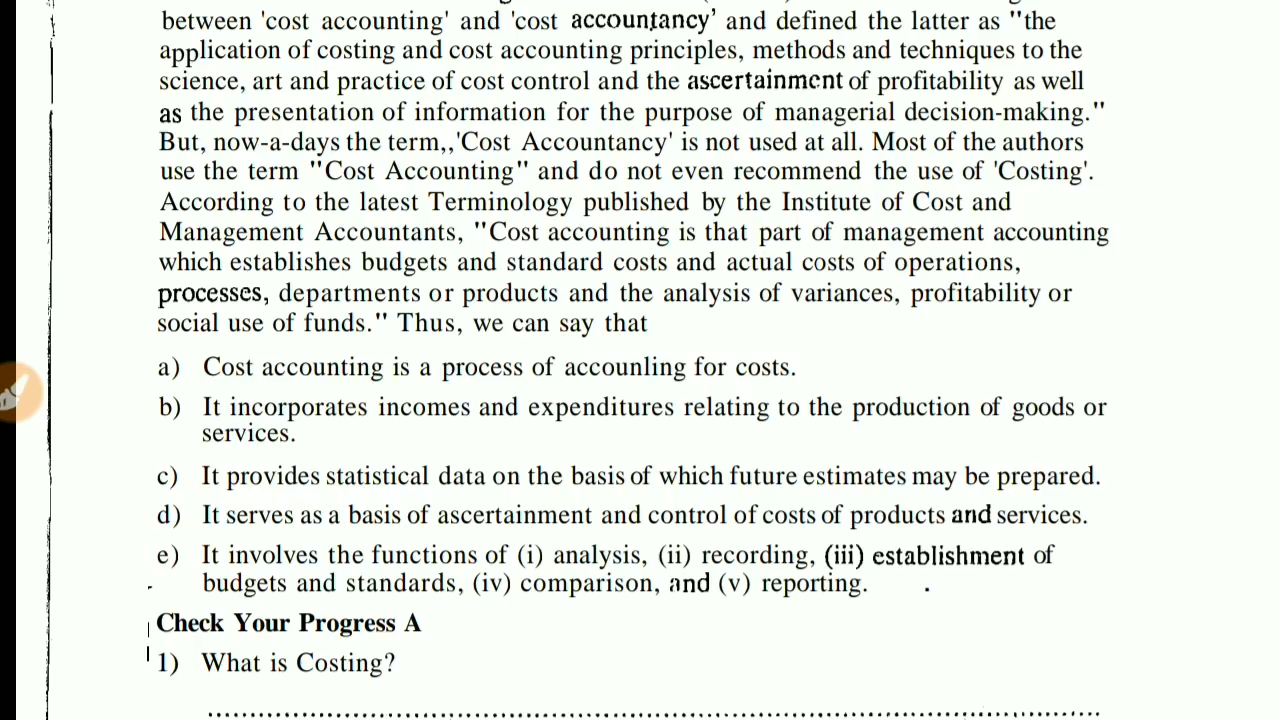 between 'cost accounting' and 'cost accountancy' and defined the latter as "the
application of costing and cost accounting principles, methods and techniques to the
science, art and practice of cost control and the ascertainment of profitability as well
as the presentation of information for the purpose of managerial decision-making."
But, now-a-days the term,,'Cost Accountancy' is not used at all. Most of the authors
use the term "Cost Accounting" and do not even recommend the use of 'Costing'.
According to the latest Terminology published by the Institute of Cost and
Management Accountants, "Cost accounting is that part of management accounting
which establishes budgets and standard costs and actual costs of operations,
processes, departments or products and the analysis of variances, profitability or
social use of funds." Thus, we can say that
a) Cost accounting is a process of accounling for costs.
b) It incorporates incomes and expenditures relating to the production of goods or
services.
c) It provides statistical data on the basis of which future estimates may be prepared.
d) It serves as a basis of ascertainment and control of costs of products and services.
e) It involves the functions of (i) analysis, (ii) recording, (iii) establishment of
budgets and standards, (iv) comparison, and (v) reporting.
Check Your Progress A
1) What is Costing?